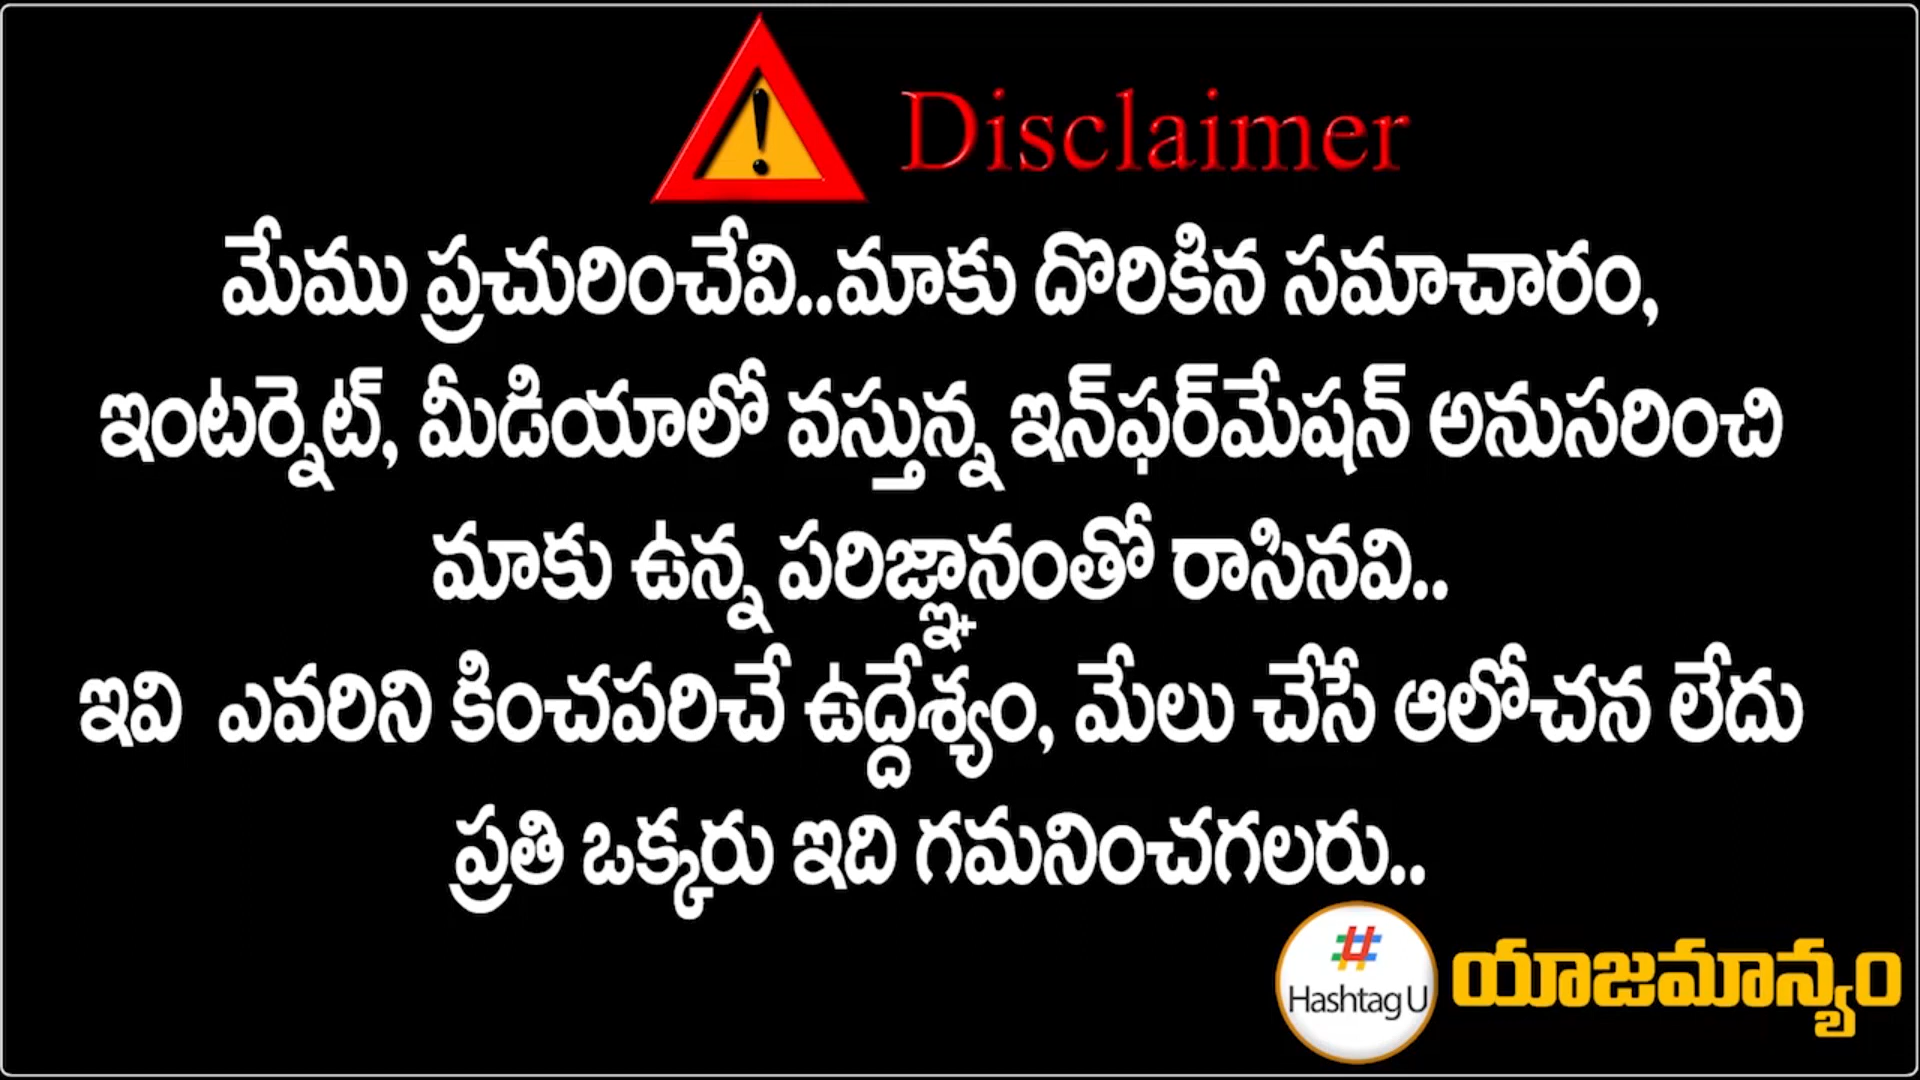 Disclaimer
మేము ప్రచురించేవి..మాకు దొరికిన సమాచారం,
ఇంటర్నెట్, మీడియాలో వస్తున్న ఇన్‌ఫర్‌మేషన్ అనుసరించి
మాకు ఉన్న పరిజ్ఞానంతో రాసినవి..
ఇవి ఎవరిని కించపరిచే ఉద్దేశ్యం, మేలు చేసే ఆలోచన లేదు
ప్రతి ఒక్కరు ఇది గమనించగలరు..
Hashtag U
యాజమాన్యం